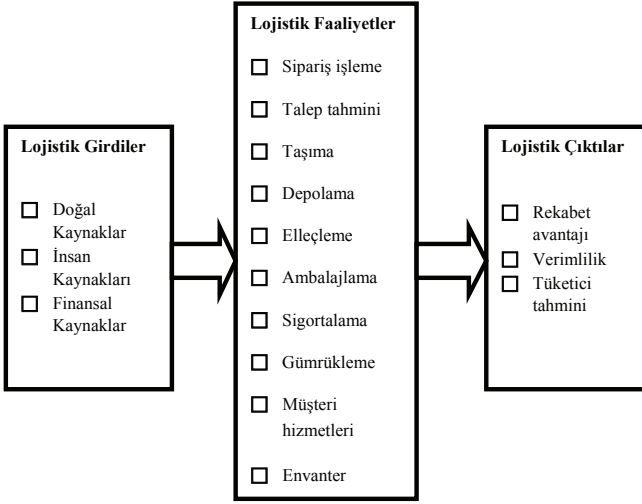 Lojistik Girdiler
Doğal
Kaynaklar
İnsan
Kaynakları
Finansal
Kaynaklar
Lojistik Faaliyetler
Sipariş işleme
Talep tahmini
Taşıma
Depolama
Elleçleme
Ambalajlama
Sigortalama
Gümrükleme
Müşteri
hizmetleri
Envanter
Lojistik Çıktılar
Rekabet
avantajı
Verimlilik
Tüketici
tahmini